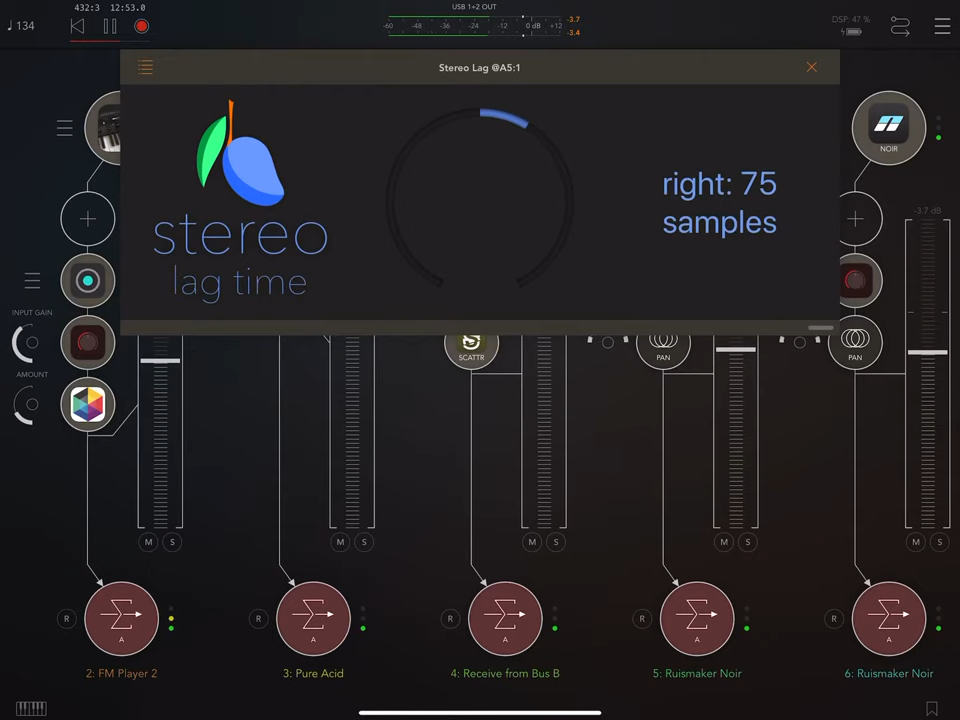 432:3 12:53.0
USB 1+2 OUT
♩ 134
-60 -48 -36 -24 -12 0 dB +12
-3.7
-3.4
DSP: 47 %
Stereo Lag @A5:1
stereo
lag time
right: 75
samples
NOIR
-3.7 dB
INPUT GAIN
AMOUNT
SCATTR
PAN
PAN
M S
M S
M S
M S
M S
R A
R A
R A
R A
R A
2: FM Player 2
3: Pure Acid
4: Receive from Bus B
5: Ruismaker Noir
6: Ruismaker Noir